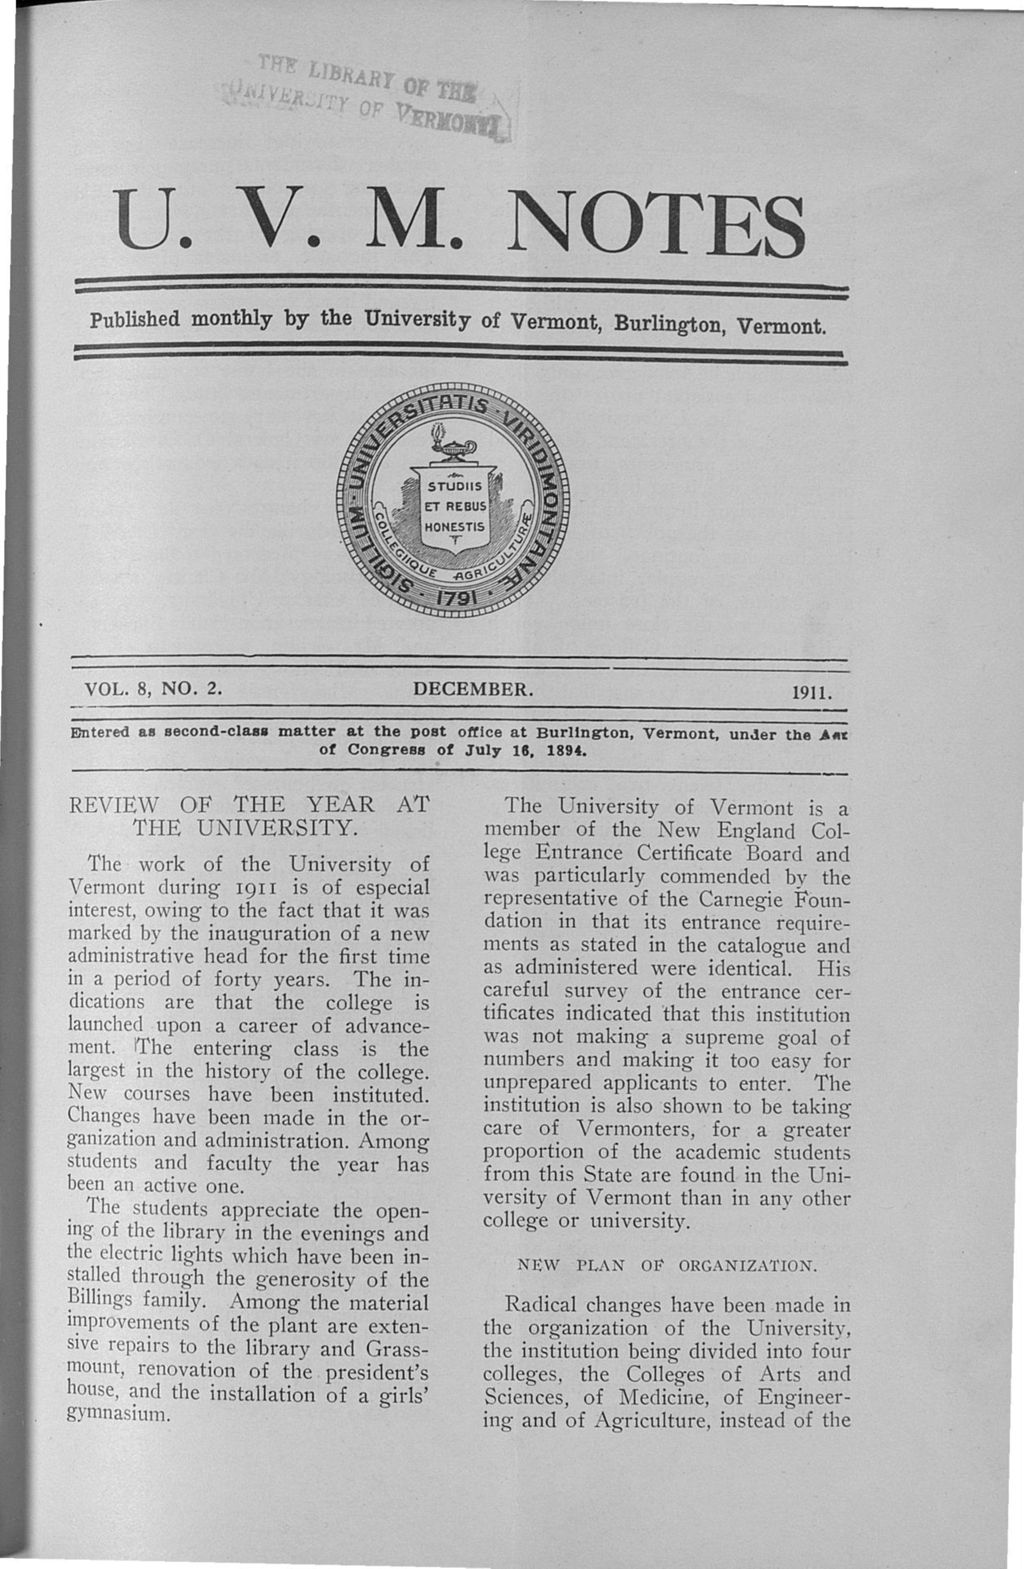 THE LIBRARY OF THE
UNIVERSITY OF VERMONT
U. V. M. NOTES
Published monthly by the University of Vermont, Burlington, Vermont.
SIGILLUM · UNIVERSITATIS · VIRIDIMONTANÆ ·
COLLEGIIQUE AGRICULTURÆ
STUDIIS
ET REBUS
HONESTIS
· 1791 ·
VOL. 8, NO. 2. DECEMBER. 1911.
Entered as second-class matter at the post office at Burlington, Vermont, under the Act
of Congress of July 16, 1894.
REVIEW OF THE YEAR AT
THE UNIVERSITY.
The work of the University of
Vermont during 1911 is of especial
interest, owing to the fact that it was
marked by the inauguration of a new
administrative head for the first time
in a period of forty years. The in-
dications are that the college is
launched upon a career of advance-
ment. The entering class is the
largest in the history of the college.
New courses have been instituted.
Changes have been made in the or-
ganization and administration. Among
students and faculty the year has
been an active one.
The students appreciate the open-
ing of the library in the evenings and
the electric lights which have been in-
stalled through the generosity of the
Billings family. Among the material
improvements of the plant are exten-
sive repairs to the library and Grass-
mount, renovation of the president's
house, and the installation of a girls'
gymnasium.
The University of Vermont is a
member of the New England Col-
lege Entrance Certificate Board and
was particularly commended by the
representative of the Carnegie Foun-
dation in that its entrance require-
ments as stated in the catalogue and
as administered were identical. His
careful survey of the entrance cer-
tificates indicated that this institution
was not making a supreme goal of
numbers and making it too easy for
unprepared applicants to enter. The
institution is also shown to be taking
care of Vermonters, for a greater
proportion of the academic students
from this State are found in the Uni-
versity of Vermont than in any other
college or university.
NEW PLAN OF ORGANIZATION.
Radical changes have been made in
the organization of the University,
the institution being divided into four
colleges, the Colleges of Arts and
Sciences, of Medicine, of Engineer-
ing and of Agriculture, instead of the